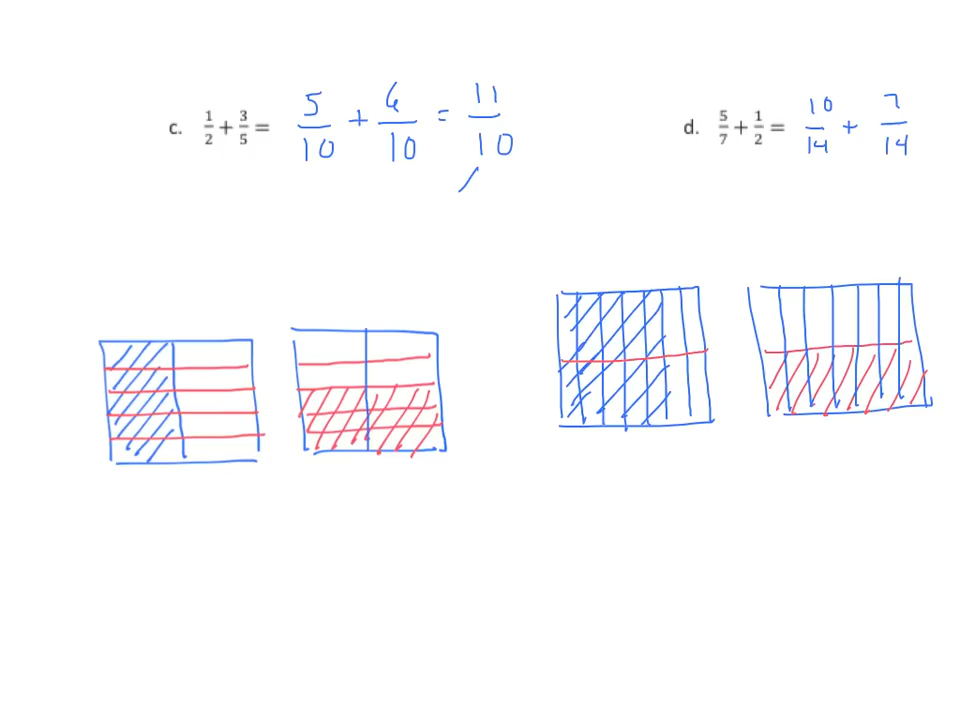 c. 1/2 + 3/5 = 5/10 + 6/10 = 11/10
d. 5/7 + 1/2 = 10/14 + 7/14